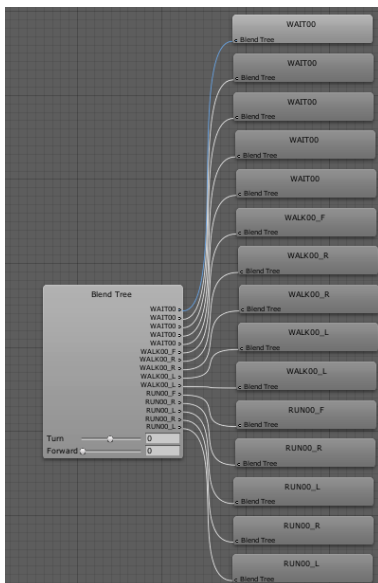 WAIT00
Blend Tree
WAIT00
Blend Tree
WAIT00
Blend Tree
WAIT00
Blend Tree
WAIT00
Blend Tree
WALK00_F
Blend Tree
WALK00_R
Blend Tree
WALK00_R
Blend Tree
WALK00_L
Blend Tree
WALK00_L
Blend Tree
RUN00_F
Blend Tree
RUN00_R
Blend Tree
RUN00_L
Blend Tree
RUN00_R
Blend Tree
RUN00_L
Blend Tree
Blend Tree
WAIT00
WAIT00
WAIT00
WAIT00
WAIT00
WALK00_F
WALK00_R
WALK00_R
WALK00_L
WALK00_L
RUN00_F
RUN00_R
RUN00_L
RUN00_R
RUN00_L
Turn 0
Forward 0